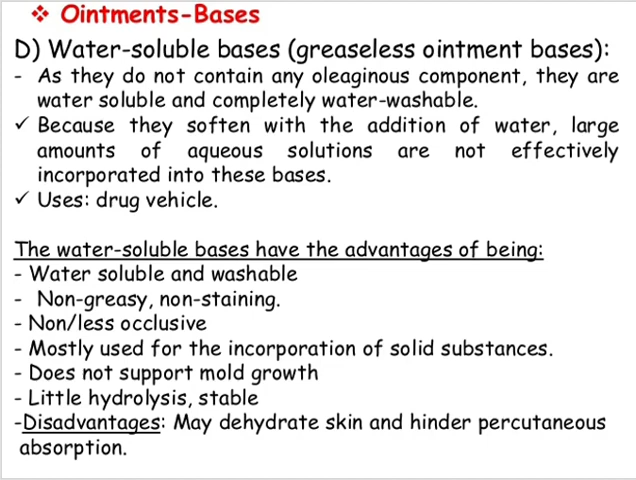 ❖ Ointments-Bases
D) Water-soluble bases (greaseless ointment bases):
- As they do not contain any oleaginous component, they are
water soluble and completely water-washable.
✓ Because they soften with the addition of water, large
amounts of aqueous solutions are not effectively
incorporated into these bases.
✓ Uses: drug vehicle.
The water-soluble bases have the advantages of being:
- Water soluble and washable
- Non-greasy, non-staining.
- Non/less occlusive
- Mostly used for the incorporation of solid substances.
- Does not support mold growth
- Little hydrolysis, stable
-Disadvantages: May dehydrate skin and hinder percutaneous
absorption.